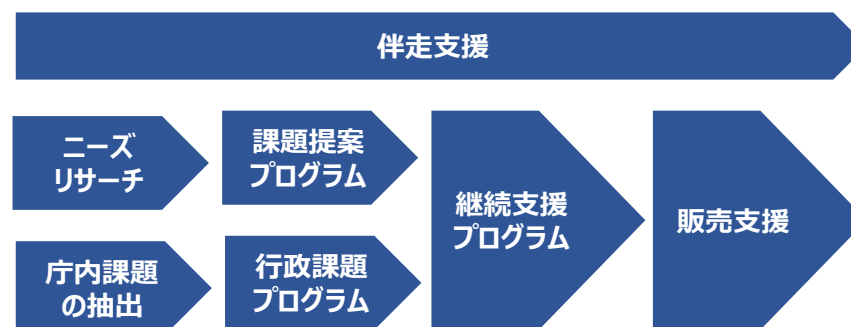 伴走支援
ニーズ
リサーチ
課題提案
プログラム
継続支援
プログラム
販売支援
庁内課題
の抽出
行政課題
プログラム